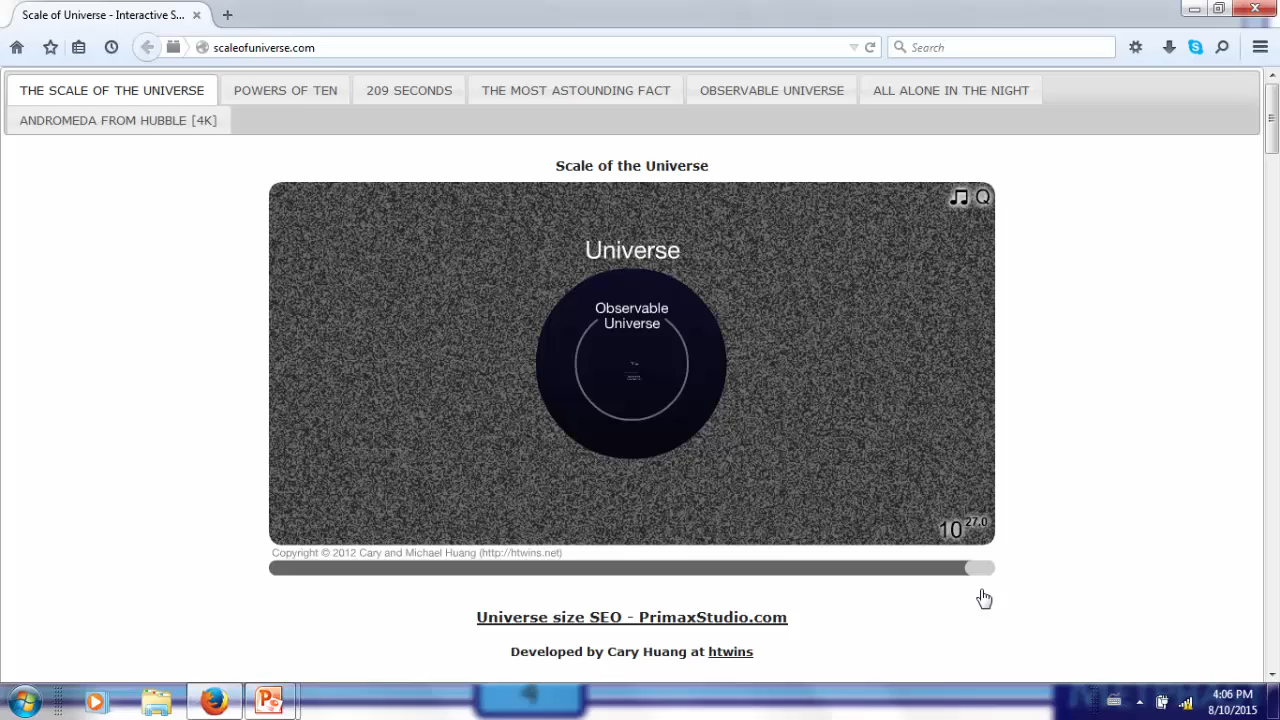 Scale of Universe - Interactive S...
scaleofuniverse.com
Search
THE SCALE OF THE UNIVERSE
POWERS OF TEN
209 SECONDS
THE MOST ASTOUNDING FACT
OBSERVABLE UNIVERSE
ALL ALONE IN THE NIGHT
ANDROMEDA FROM HUBBLE [4K]
Scale of the Universe
Q
Universe
Observable
Universe
10^27.0
Copyright © 2012 Cary and Michael Huang (http://htwins.net)
Universe size SEO - PrimaxStudio.com
Developed by Cary Huang at htwins
4:06 PM
8/10/2015